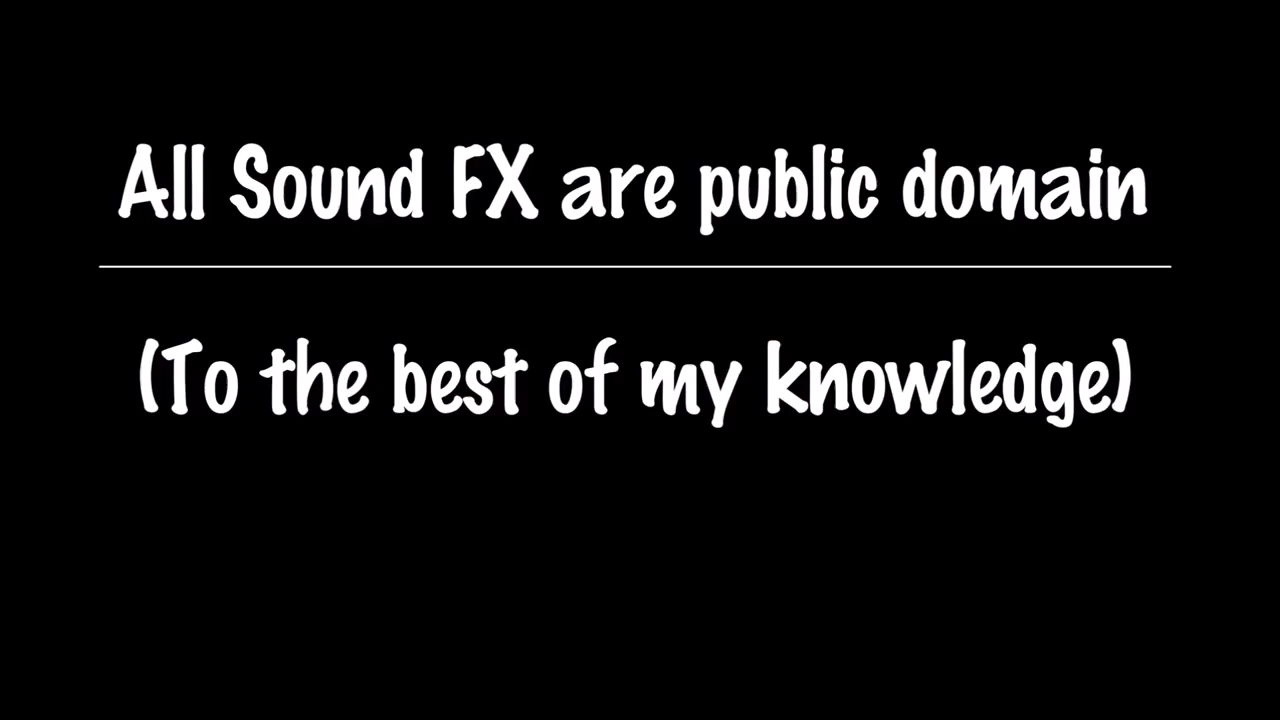 All Sound FX are public domain
(To the best of my knowledge)